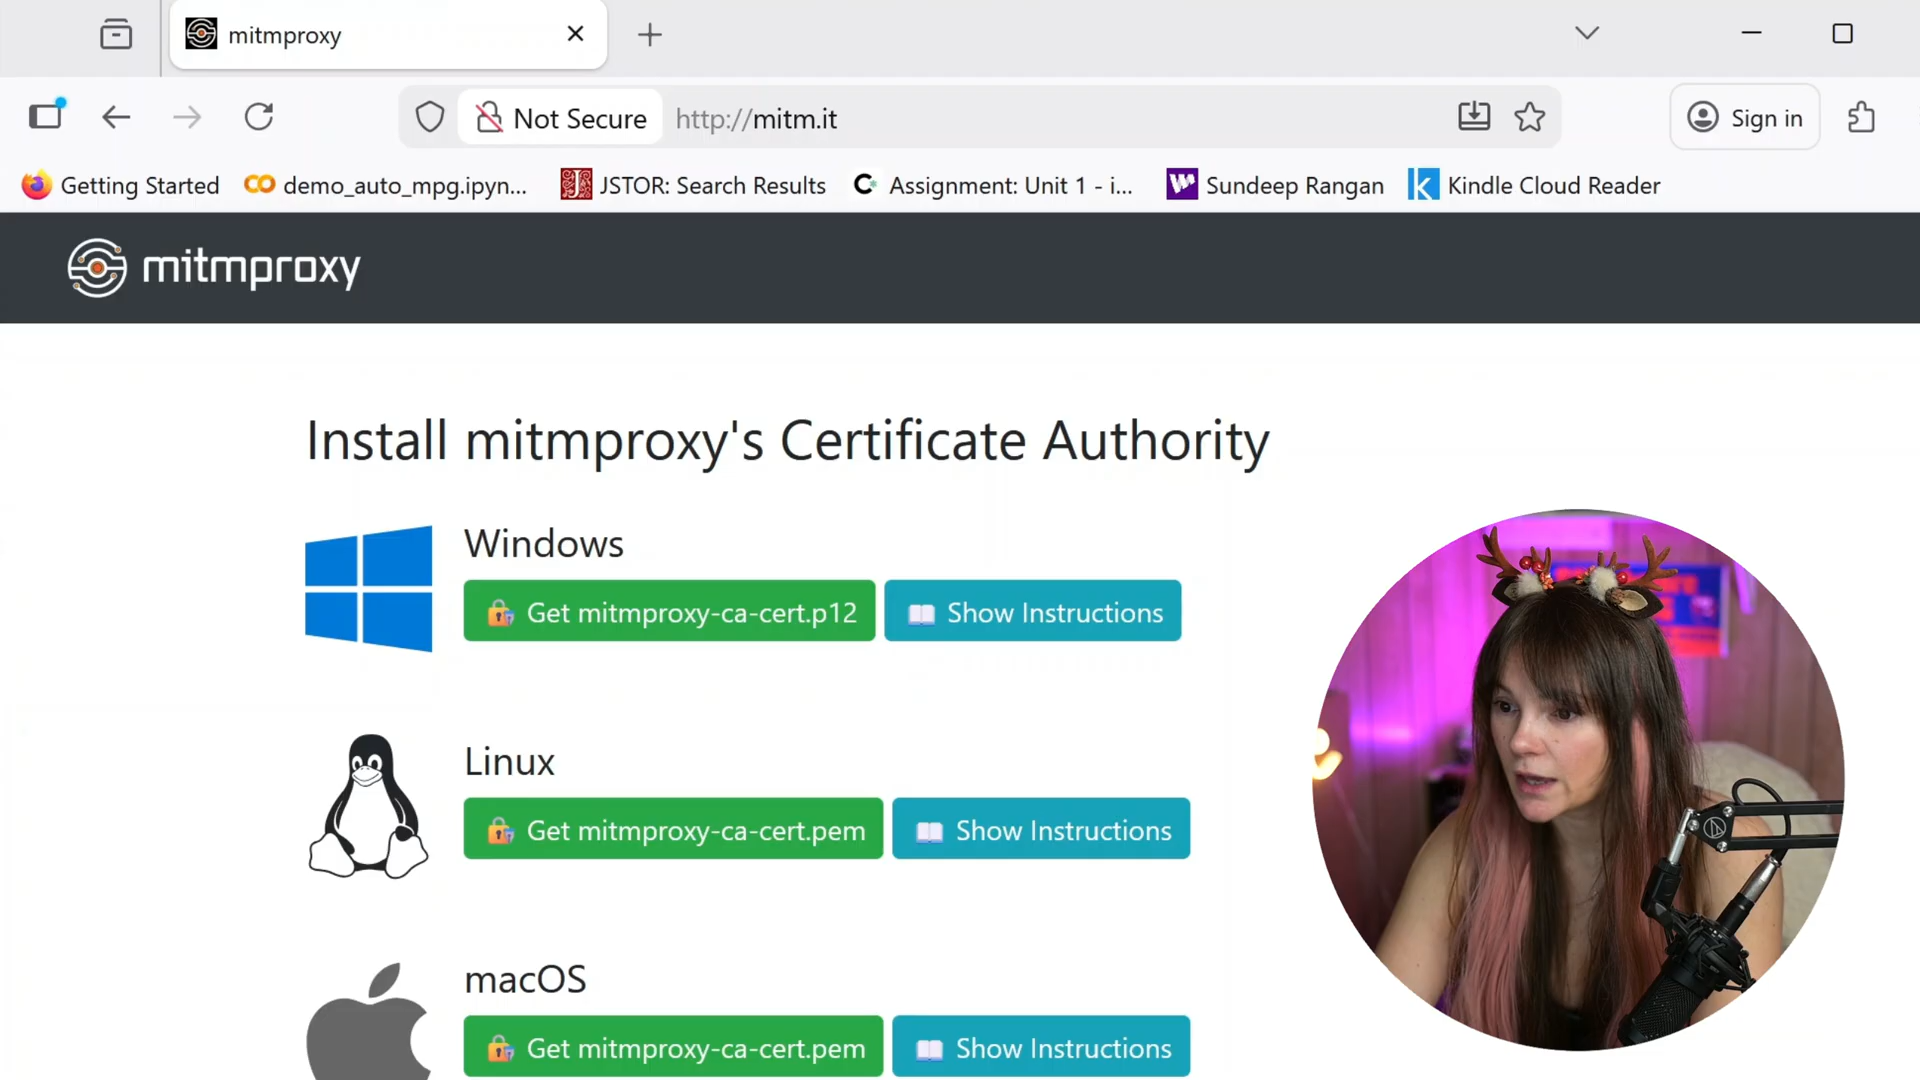 mitmproxy
Not Secure http://mitm.it
Sign in
Getting Started demo_auto_mpg.ipyn... JSTOR: Search Results Assignment: Unit 1 - i... Sundeep Rangan Kindle Cloud Reader
mitmproxy
Install mitmproxy's Certificate Authority
Windows
Get mitmproxy-ca-cert.p12 Show Instructions
Linux
Get mitmproxy-ca-cert.pem Show Instructions
macOS
Get mitmproxy-ca-cert.pem Show Instructions